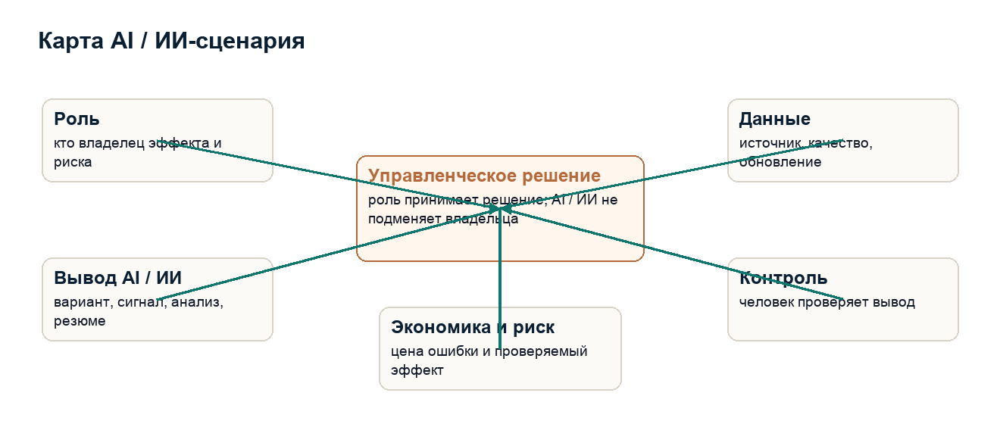 Карта AI / ИИ-сценария
Роль
кто владелец эффекта и
риска
Данные
источник, качество,
обновление
Управленческое решение
роль принимает решение; AI / ИИ не
подменяет владельца
Вывод AI / ИИ
вариант, сигнал, анализ,
резюме
Контроль
человек проверяет вывод
Экономика и риск
цена ошибки и проверяемый
эффект